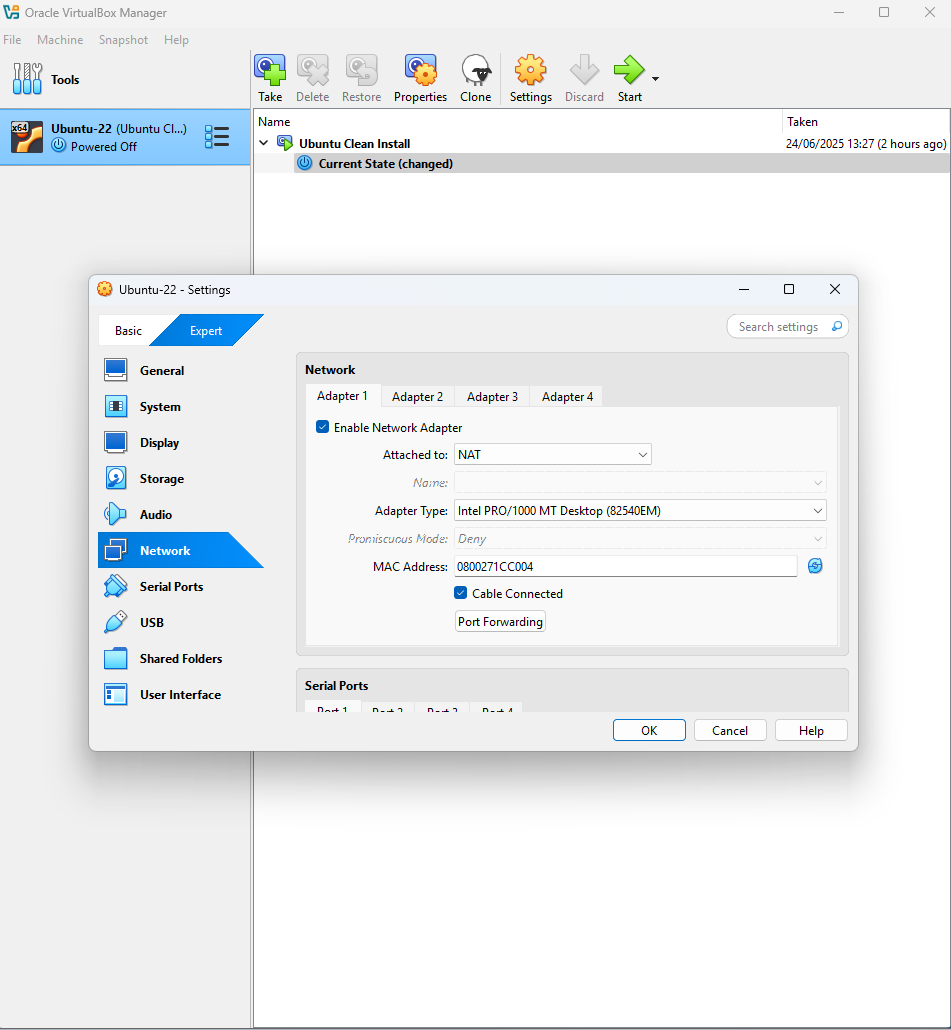 Oracle VirtualBox Manager
File Machine Snapshot Help
Tools
Take Delete Restore Properties Clone Settings Discard Start
x64
Ubuntu-22 (Ubuntu Cl...)
Powered Off
Name Taken
Ubuntu Clean Install 24/06/2025 13:27 (2 hours ago)
Current State (changed)
Ubuntu-22 - Settings
Basic Expert Search settings
General
System
Display
Storage
Audio
Network
Serial Ports
USB
Shared Folders
User Interface
Network
Adapter 1 Adapter 2 Adapter 3 Adapter 4
Enable Network Adapter
Attached to: NAT
Name:
Adapter Type: Intel PRO/1000 MT Desktop (82540EM)
Promiscuous Mode: Deny
MAC Address: 0800271CC004
Cable Connected
Port Forwarding
Serial Ports
Port 1 Port 2 Port 3 Port 4
OK Cancel Help